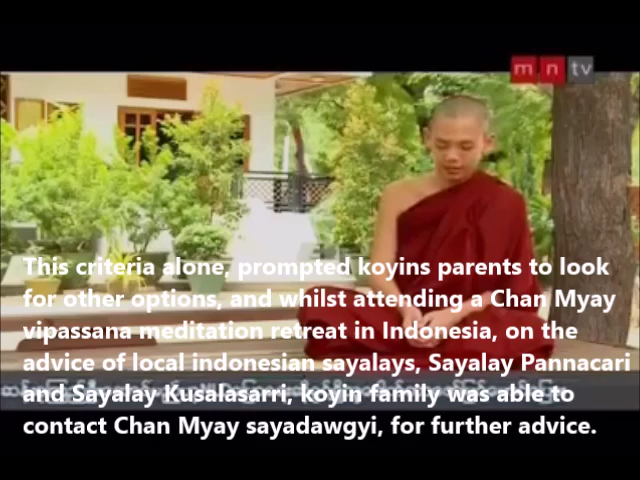 mntv
This criteria alone, prompted koyins parents to look
for other options, and whilst attending a Chan Myay
vipassana meditation retreat in Indonesia, on the
advice of local indonesian sayalays, Sayalay Pannacari
and Sayalay Kusalasarri, koyin family was able to
contact Chan Myay sayadawgyi, for further advice.